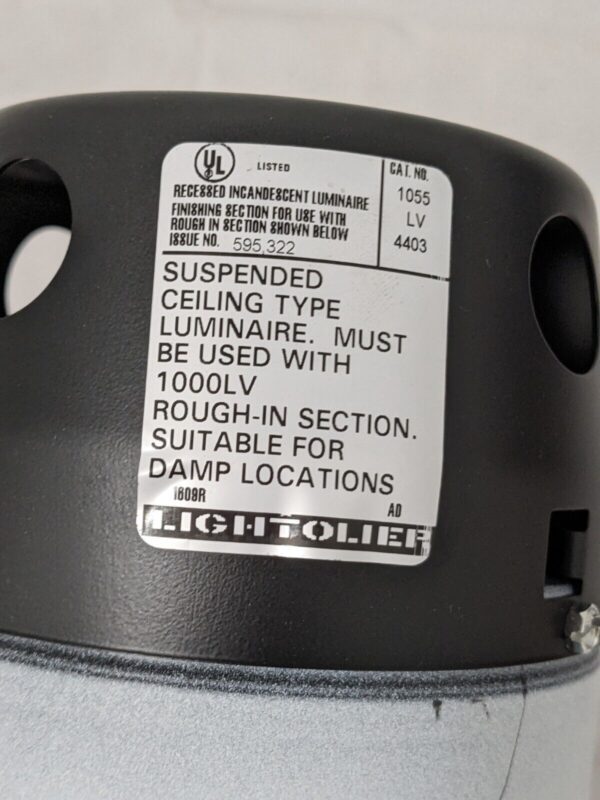 UL LISTED
RECESSED INCANDESCENT LUMINAIRE
FINISHING SECTION FOR USE WITH
ROUGH IN SECTION SHOWN BELOW
ISSUE NO. 595,322
CAT. NO.
1055
LV
4403
SUSPENDED
CEILING TYPE
LUMINAIRE. MUST
BE USED WITH
1000LV
ROUGH-IN SECTION.
SUITABLE FOR
DAMP LOCATIONS
1609R AD
LIGHTOLIER